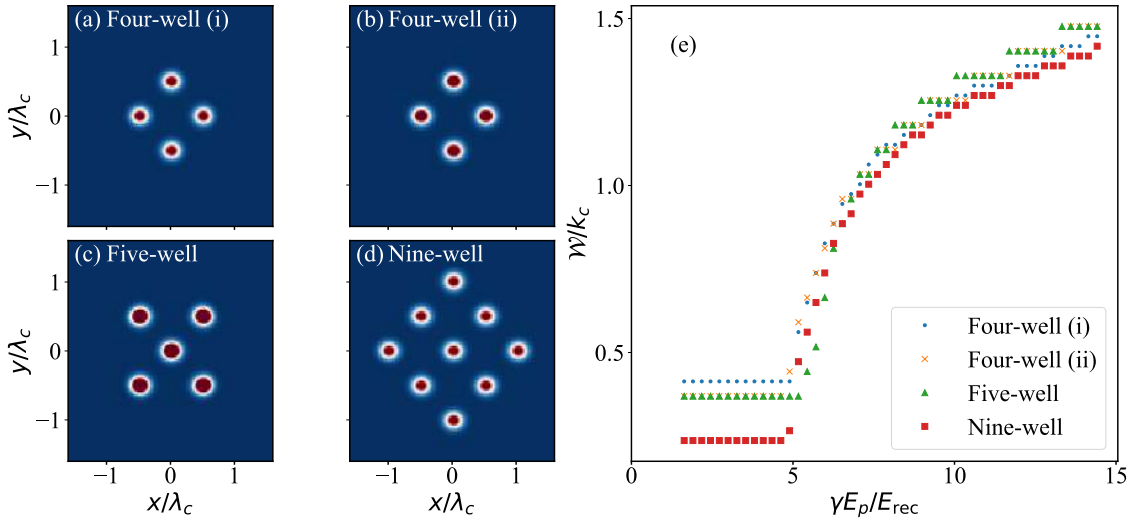 (a) Four-well (i)
(b) Four-well (ii)
(c) Five-well
(d) Nine-well
y/λc
1
0
−1
y/λc
1
0
−1
−1 0 1
x/λc
−1 0 1
x/λc
(e)
𝒲/kc
1.5
1.0
0.5
Four-well (i)
Four-well (ii)
Five-well
Nine-well
0 5 10 15
γEp/Erec